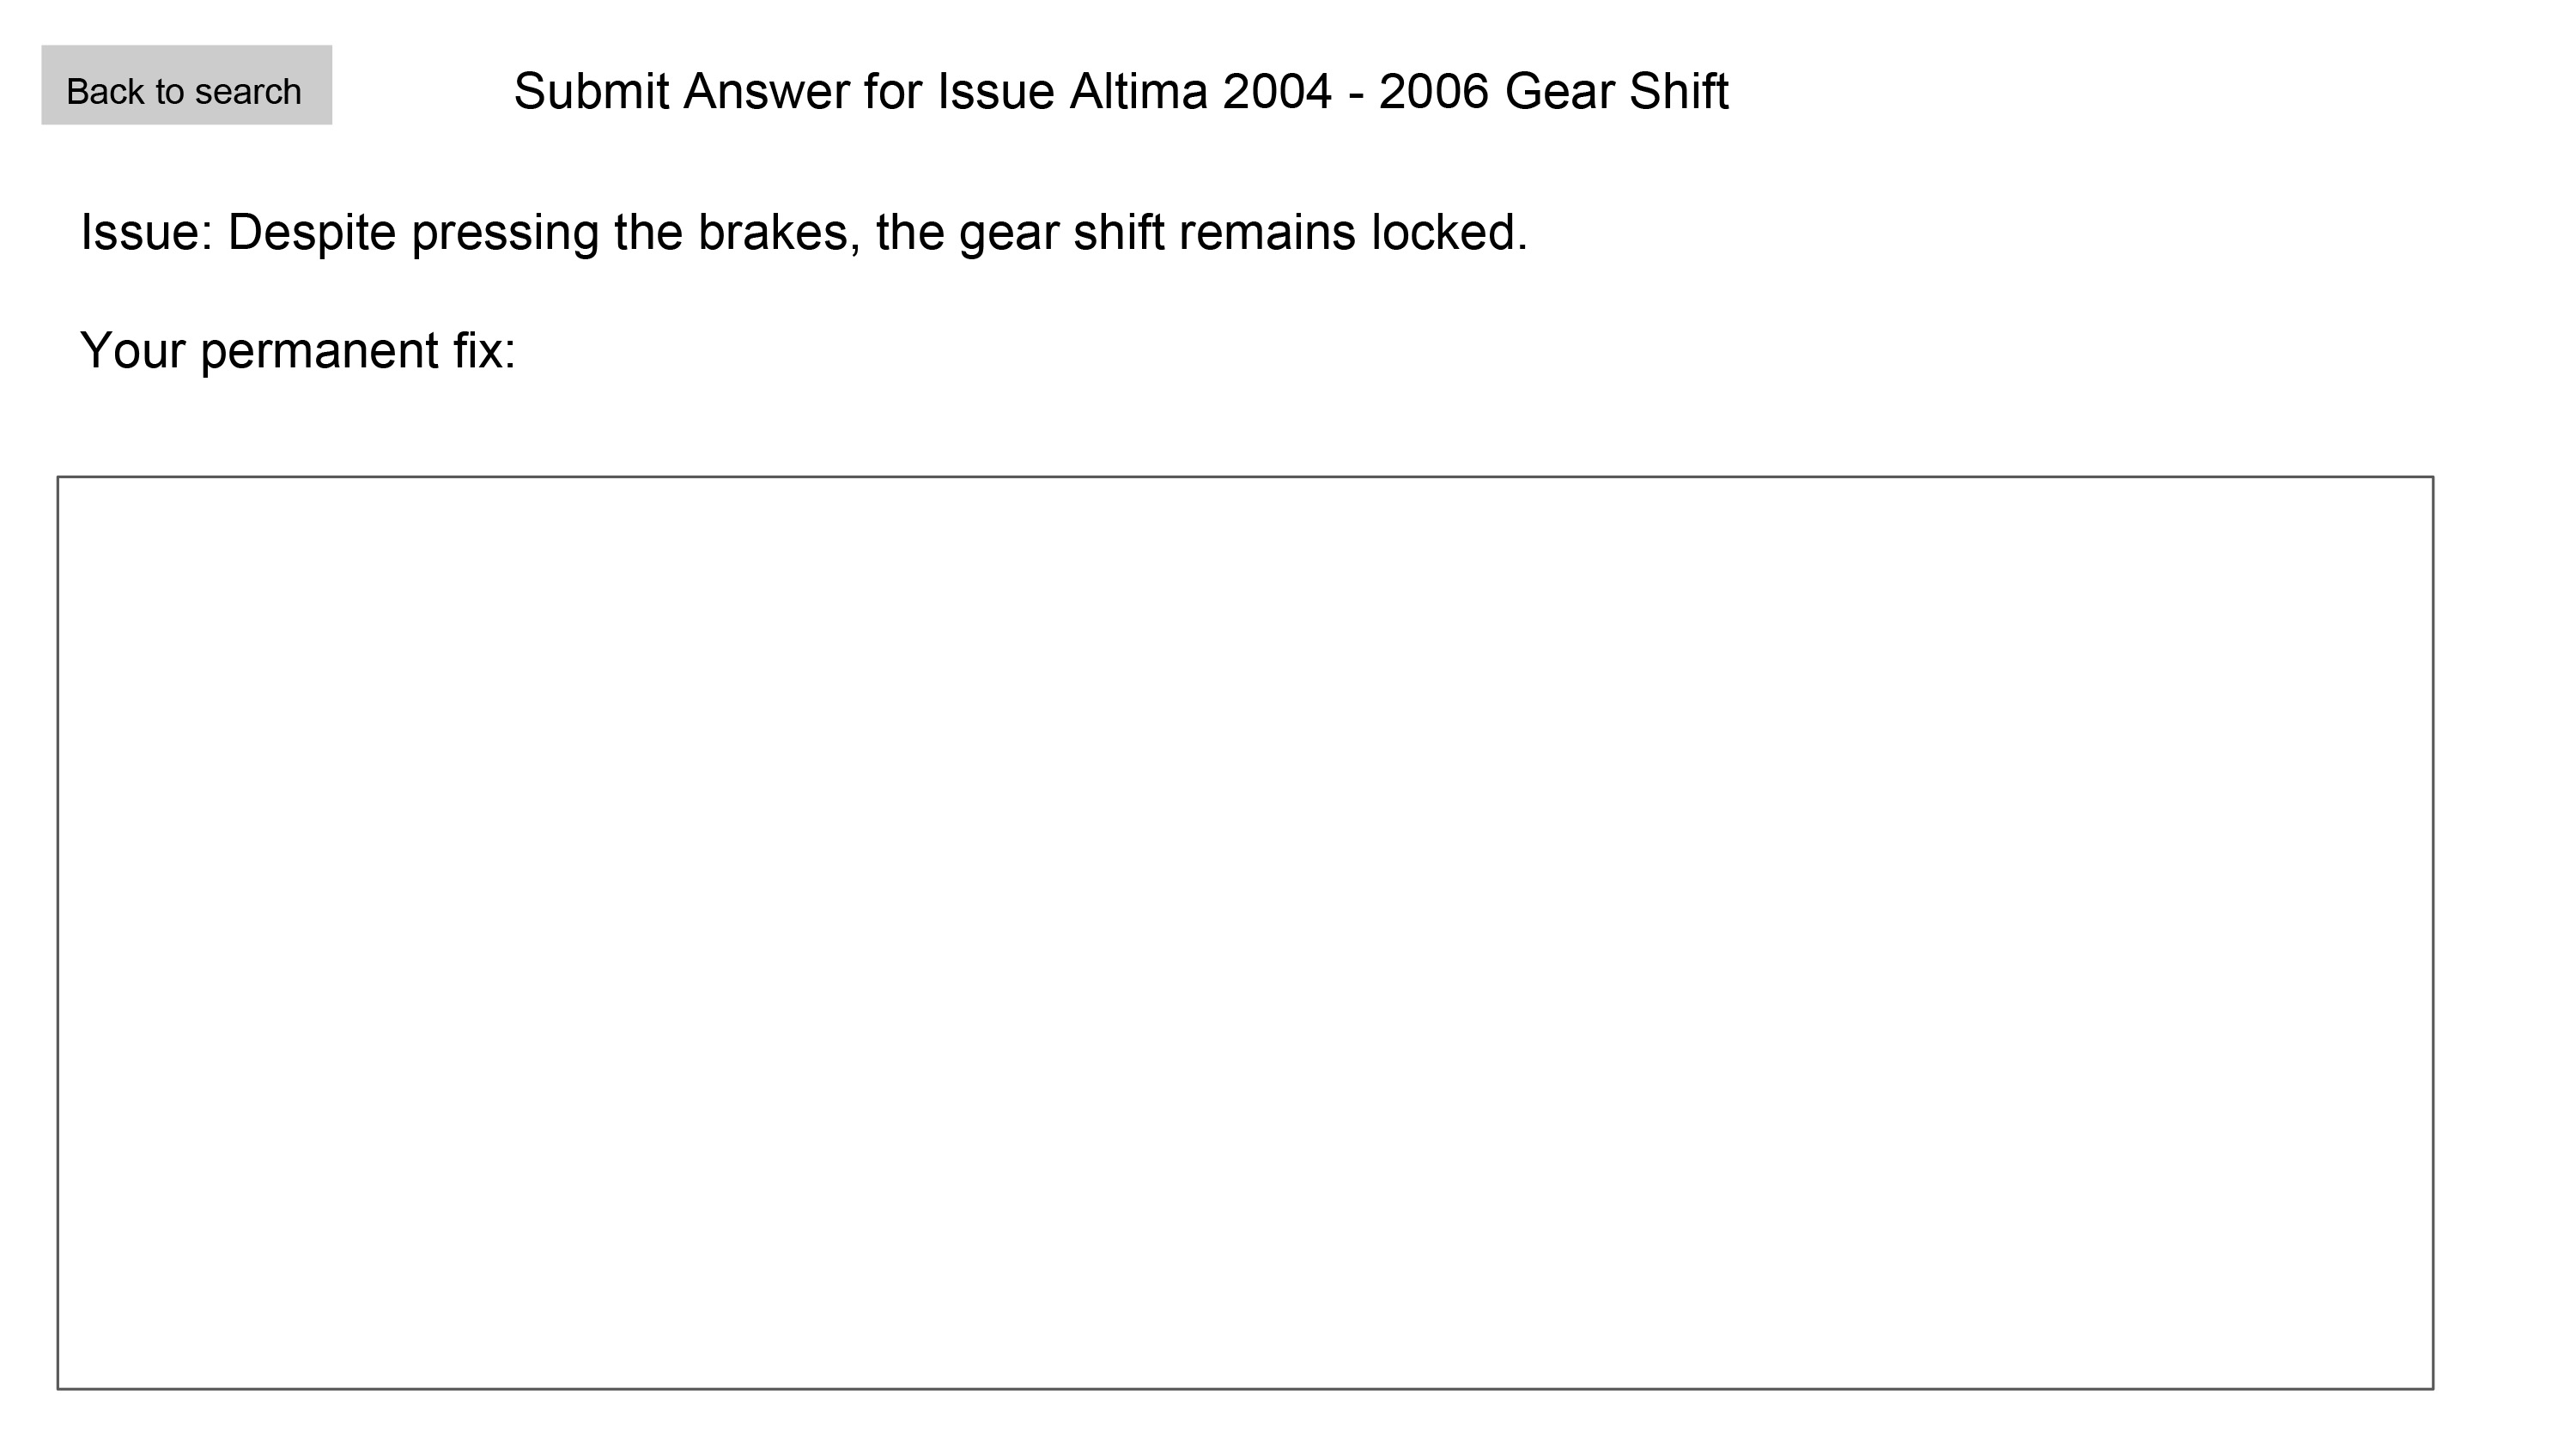 Back to search
Submit Answer for Issue Altima 2004 - 2006 Gear Shift
Issue: Despite pressing the brakes, the gear shift remains locked.
Your permanent fix: